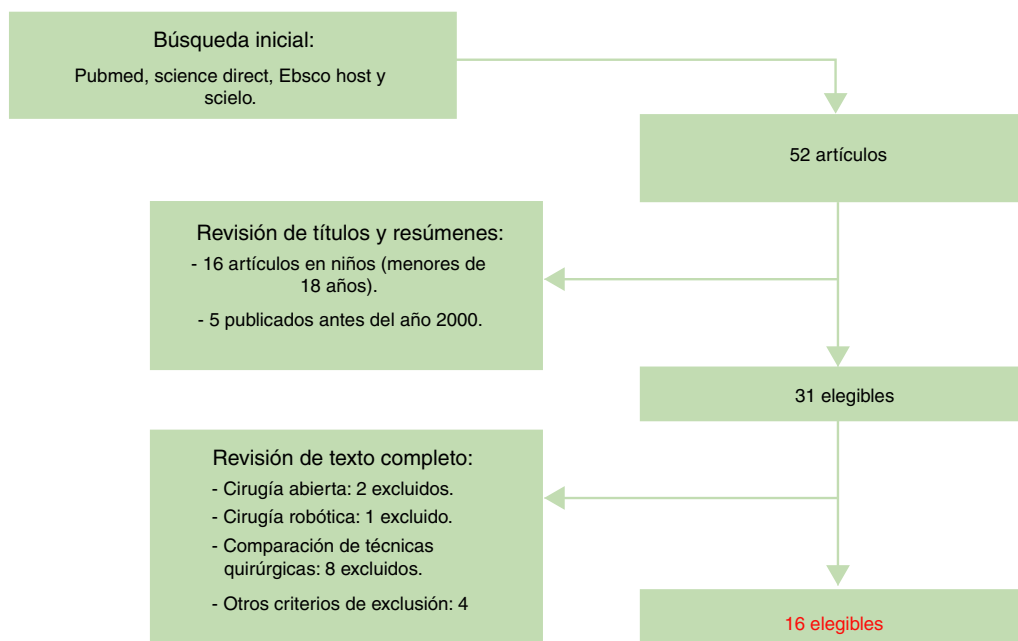 Búsqueda inicial:
Pubmed, science direct, Ebsco host y
scielo.
52 artículos
Revisión de títulos y resúmenes:
- 16 artículos en niños (menores de
18 años).
- 5 publicados antes del año 2000.
31 elegibles
Revisión de texto completo:
- Cirugía abierta: 2 excluidos.
- Cirugía robótica: 1 excluido.
- Comparación de técnicas
quirúrgicas: 8 excluidos.
- Otros criterios de exclusión: 4
16 elegibles